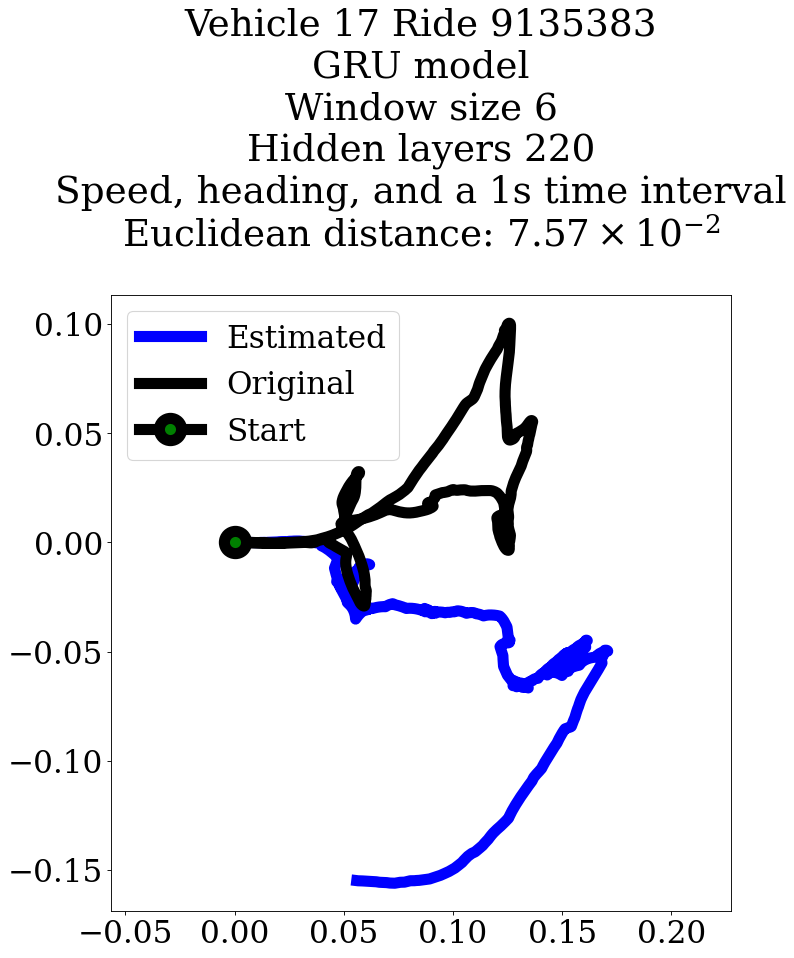 Vehicle 17 Ride 9135383
GRU model
Window size 6
Hidden layers 220
Speed, heading, and a 1s time interval
Euclidean distance: $7.57 \times 10^{-2}$
Estimated
Original
Start
0.10
0.05
0.00
−0.05
−0.10
−0.15
−0.05 0.00 0.05 0.10 0.15 0.20